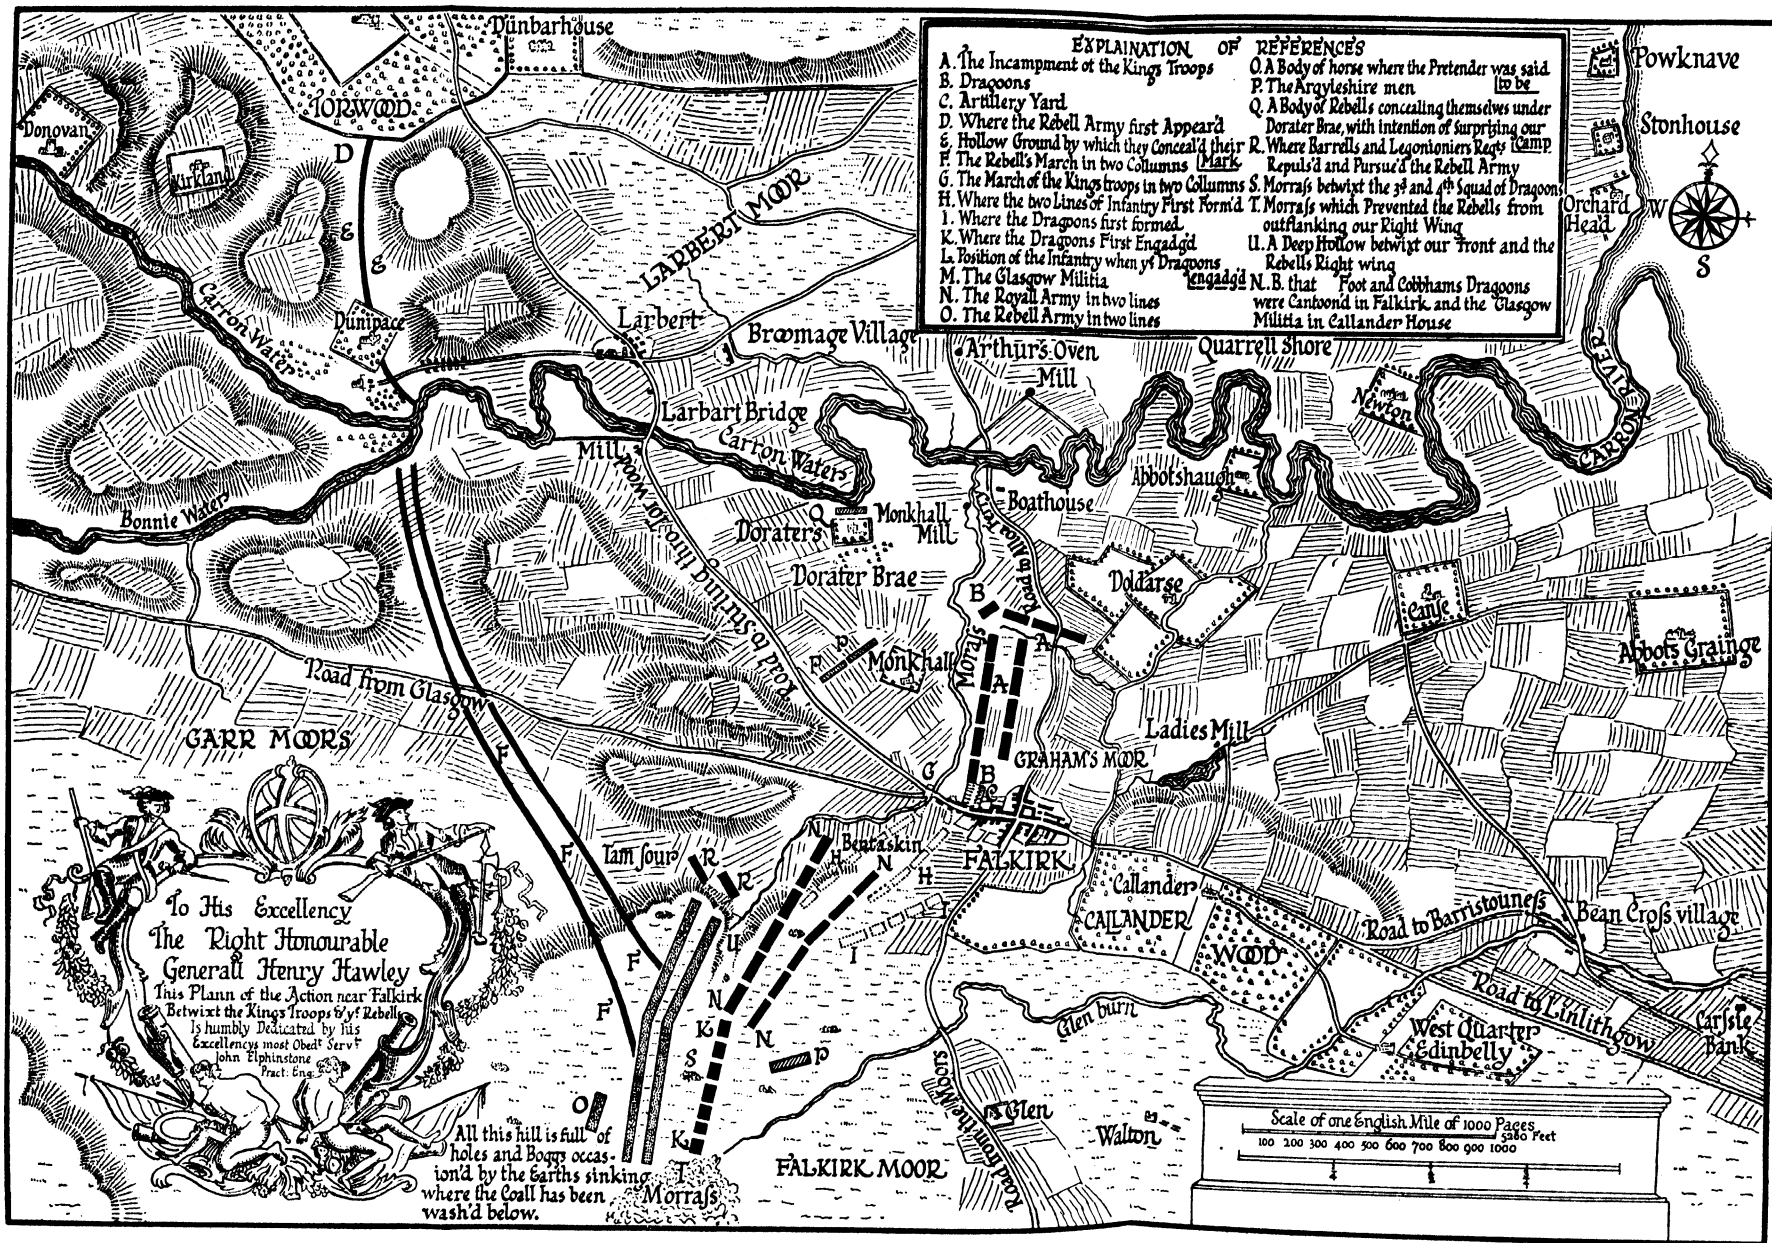 Dunbarhouse
TORWOOD
Donovan
Kirkland
D
E
E
Dunipace
Carron Water
LARBERT MOOR
Larbert
Broomage Village
EXPLAINATION OF REFERENCES
A. The Incampment of the Kings Troops
B. Dragoons
C. Artillery Yard
D. Where the Rebell Army first Appear'd
E. Hollow Ground by which they Conceal'd their
Mark
F. The Rebell's March in two Collumns
G. The March of the Kings troops in two Collumns
H. Where the two Lines of Infantry First Form'd
I. Where the Dragoons first formed
K. Where the Dragoons First Engadg'd
L. Position of the Infantry when ye Dragoons
engadg'd
M. The Glasgow Militia
N. The Royall Army in two lines
O. The Rebell Army in two lines
O. A Body of horse where the Pretender was said
to be
P. The Argyleshire men
Q. A Body of Rebells concealing themselves under
Dorater Brae, with intention of Surprizing our
Camp
R. Where Barrells and Legonioniers Regts
Repuls'd and Pursue'd the Rebell Army
S. Morraſs betwixt the 3d and 4th Squad of Dragoons
T. Morraſs which Prevented the Rebells from
outflanking our Right Wing
U. A Deep Hollow betwixt our front and the
Rebells Right wing
N.B. that Foot and Cobbhams Dragoons
were Cantoond in Falkirk and the Glasgow
Militia in Callander House
Powknave
Stonhouse
Orchard
Head
W
S
Arthur's Oven
Mill
Quarrell Shore
Newton
CARRON RIVER
Larbart Bridge
Carron Water
Mill
Bonnie Water
Abbotshaugh
Boathouse
Q
Monkhall
Mill
Doraters
Dorater Brae
Road to Sturling thro' Tor wood
Road to Alloa Ferry
Doldarse
Canse
Abbots Grainge
B
A
Morass
A
P
P
Monkhall
Road from Glasgow
GARR MOORS
Ladies Mill
GRAHAM'S MOOR
F
G
B
C
FALKIRK
Bentaskin
N
H
N
H
I
I
Tam sour
F
R
R
U
F
F
N
K
N
S
P
O
K
T
Morraſs
To His Excellency
The Right Honourable
Generall Henry Hawley
This Plann of the Action near Falkirk
Betwixt the Kings Troops & ye Rebells
Is humbly Dedicated by his
Excellencys most Obedt Servt
John Elphinstone
Pract: Eng:
All this hill is full of
holes and Boggs occas-
ion'd by the Earths sinking
where the Coall has been
wash'd below.
Callander
CALLANDER
WOOD
Road to Barristouneſs
Bean Croſs village
Road to Linlithgow
Carſsie
Bank
West Quarter
Edinbelly
Glen burn
Glen
Road from the Moors
Walton
FALKIRK MOOR
Scale of one English Mile of 1000 Paces
5280 Feet
100 200 300 400 500 600 700 800 900 1000